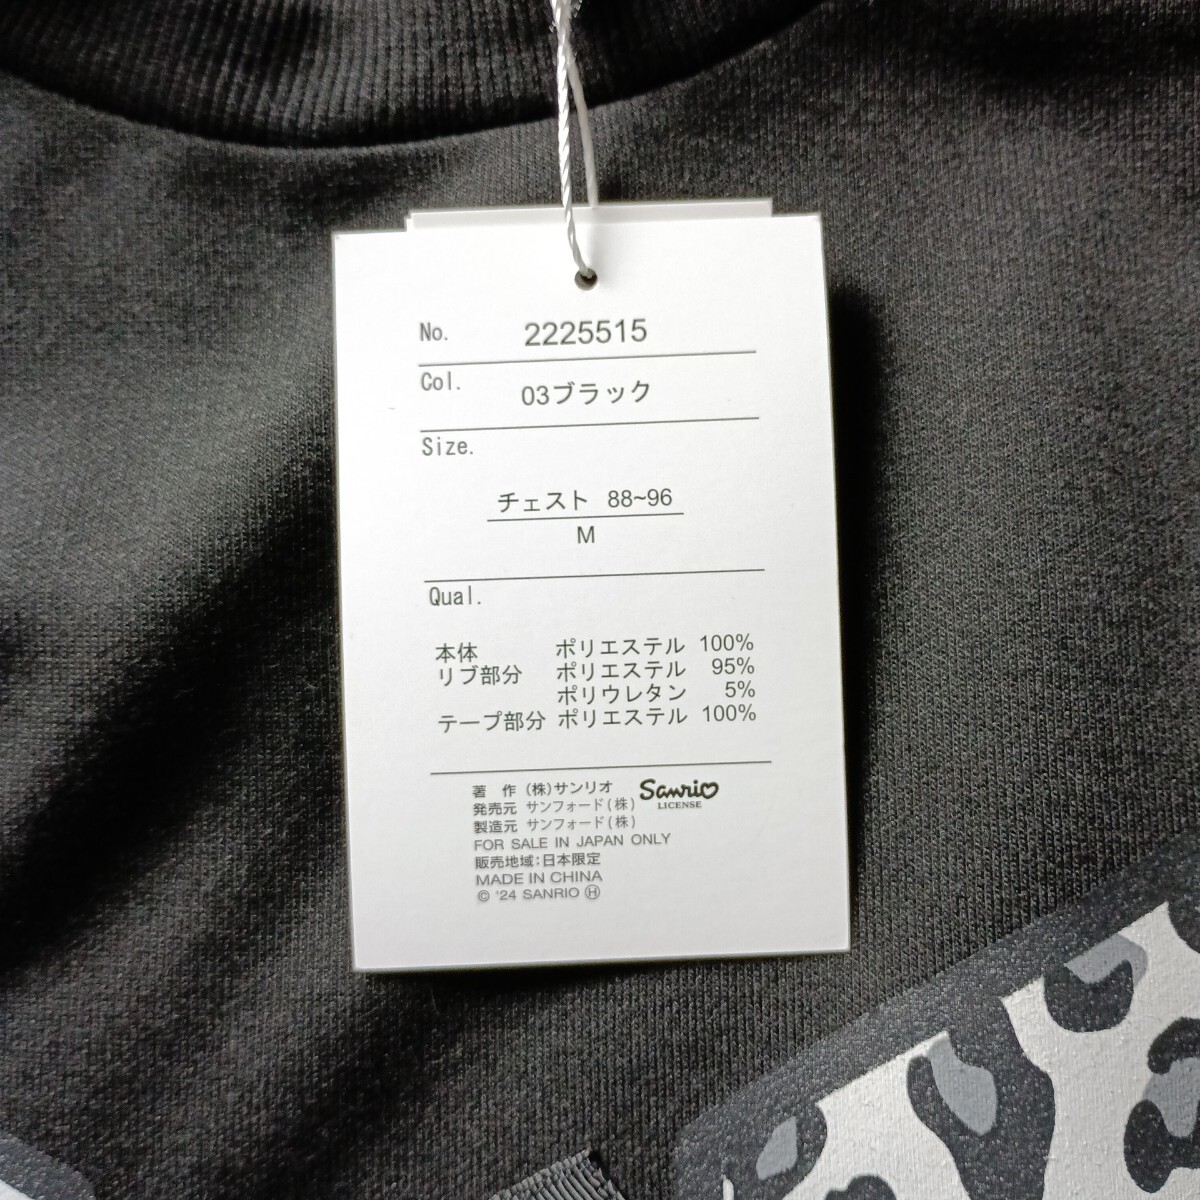 No. 2225515
Col. 03ブラック
Size.
チェスト 88~96
M
Qual.
本体 ポリエステル 100%
リブ部分 ポリエステル 95%
ポリウレタン 5%
テープ部分 ポリエステル 100%
著 作 (株)サンリオ
発売元 サンフォード(株)
製造元 サンフォード(株)
Sanrio
LICENSE
FOR SALE IN JAPAN ONLY
販売地域:日本限定
MADE IN CHINA
© '24 SANRIO Ⓗ